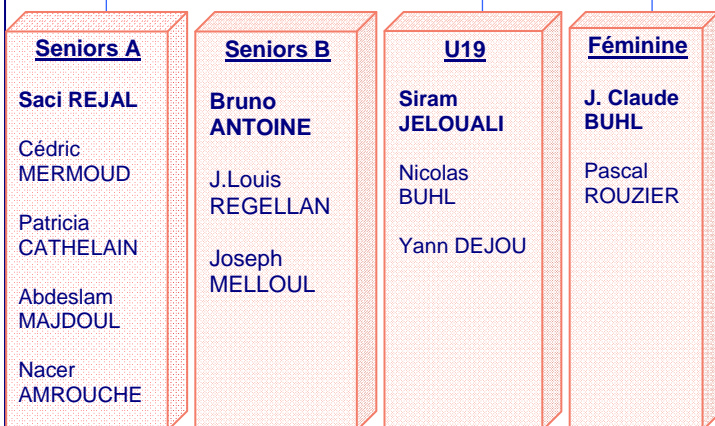 Seniors A
Saci REJAL
Cédric
MERMOUD
Patricia
CATHELAIN
Abdeslam
MAJDOUL
Nacer
AMROUCHE
Seniors B
Bruno
ANTOINE
J.Louis
REGELLAN
Joseph
MELLOUL
U19
Siram
JELOUALI
Nicolas
BUHL
Yann DEJOU
Féminine
J. Claude
BUHL
Pascal
ROUZIER